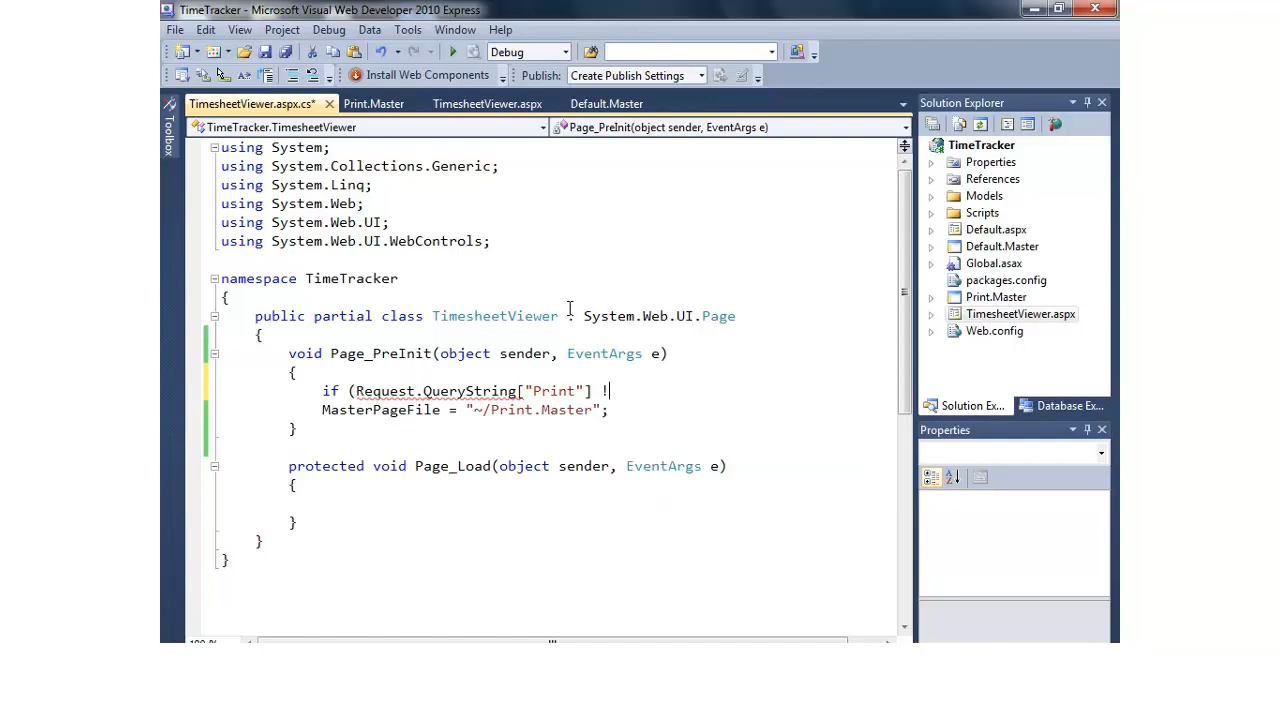 TimeTracker - Microsoft Visual Web Developer 2010 Express
File Edit View Project Debug Data Tools Window Help
Debug
Install Web Components Publish: Create Publish Settings
TimesheetViewer.aspx.cs* Print.Master TimesheetViewer.aspx Default.Master
TimeTracker.TimesheetViewer Page_PreInit(object sender, EventArgs e)
Toolbox
using System;
using System.Collections.Generic;
using System.Linq;
using System.Web;
using System.Web.UI;
using System.Web.UI.WebControls;
namespace TimeTracker
{
public partial class TimesheetViewer : System.Web.UI.Page
{
void Page_PreInit(object sender, EventArgs e)
{
if (Request.QueryString["Print"] !
MasterPageFile = "~/Print.Master";
}
protected void Page_Load(object sender, EventArgs e)
{
}
}
}
Solution Explorer
TimeTracker
Properties
References
Models
Scripts
Default.aspx
Default.Master
Global.asax
packages.config
Print.Master
TimesheetViewer.aspx
Web.config
Solution Ex... Database Ex...
Properties